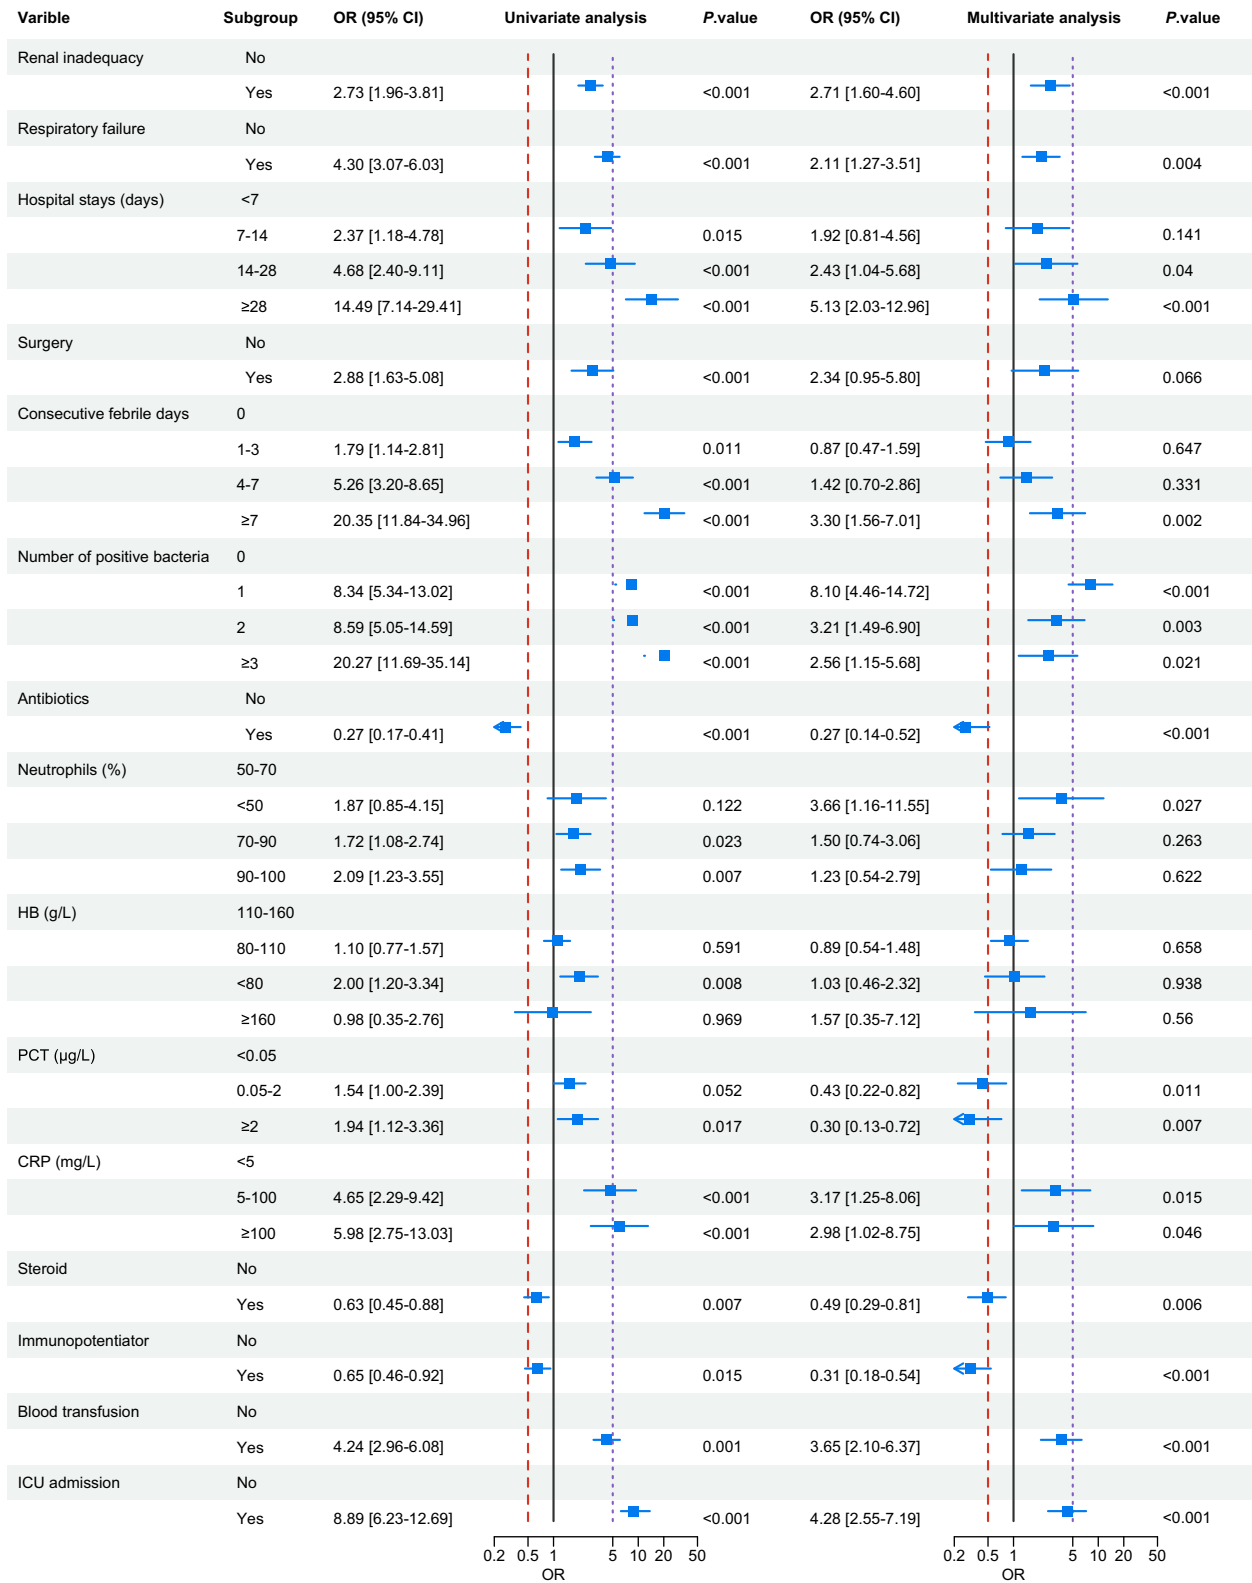 Varible Subgroup OR (95% CI) Univariate analysis P.value OR (95% CI) Multivariate analysis P.value
Renal inadequacy No
Yes 2.73 [1.96-3.81] <0.001 2.71 [1.60-4.60] <0.001
Respiratory failure No
Yes 4.30 [3.07-6.03] <0.001 2.11 [1.27-3.51] 0.004
Hospital stays (days) <7
7-14 2.37 [1.18-4.78] 0.015 1.92 [0.81-4.56] 0.141
14-28 4.68 [2.40-9.11] <0.001 2.43 [1.04-5.68] 0.04
≥28 14.49 [7.14-29.41] <0.001 5.13 [2.03-12.96] <0.001
Surgery No
Yes 2.88 [1.63-5.08] <0.001 2.34 [0.95-5.80] 0.066
Consecutive febrile days 0
1-3 1.79 [1.14-2.81] 0.011 0.87 [0.47-1.59] 0.647
4-7 5.26 [3.20-8.65] <0.001 1.42 [0.70-2.86] 0.331
≥7 20.35 [11.84-34.96] <0.001 3.30 [1.56-7.01] 0.002
Number of positive bacteria 0
1 8.34 [5.34-13.02] <0.001 8.10 [4.46-14.72] <0.001
2 8.59 [5.05-14.59] <0.001 3.21 [1.49-6.90] 0.003
≥3 20.27 [11.69-35.14] <0.001 2.56 [1.15-5.68] 0.021
Antibiotics No
Yes 0.27 [0.17-0.41] <0.001 0.27 [0.14-0.52] <0.001
Neutrophils (%) 50-70
<50 1.87 [0.85-4.15] 0.122 3.66 [1.16-11.55] 0.027
70-90 1.72 [1.08-2.74] 0.023 1.50 [0.74-3.06] 0.263
90-100 2.09 [1.23-3.55] 0.007 1.23 [0.54-2.79] 0.622
HB (g/L) 110-160
80-110 1.10 [0.77-1.57] 0.591 0.89 [0.54-1.48] 0.658
<80 2.00 [1.20-3.34] 0.008 1.03 [0.46-2.32] 0.938
≥160 0.98 [0.35-2.76] 0.969 1.57 [0.35-7.12] 0.56
PCT (μg/L) <0.05
0.05-2 1.54 [1.00-2.39] 0.052 0.43 [0.22-0.82] 0.011
≥2 1.94 [1.12-3.36] 0.017 0.30 [0.13-0.72] 0.007
CRP (mg/L) <5
5-100 4.65 [2.29-9.42] <0.001 3.17 [1.25-8.06] 0.015
≥100 5.98 [2.75-13.03] <0.001 2.98 [1.02-8.75] 0.046
Steroid No
Yes 0.63 [0.45-0.88] 0.007 0.49 [0.29-0.81] 0.006
Immunopotentiator No
Yes 0.65 [0.46-0.92] 0.015 0.31 [0.18-0.54] <0.001
Blood transfusion No
Yes 4.24 [2.96-6.08] 0.001 3.65 [2.10-6.37] <0.001
ICU admission No
Yes 8.89 [6.23-12.69] <0.001 4.28 [2.55-7.19] <0.001
0.2 0.5 1 5 10 20 50 0.2 0.5 1 5 10 20 50
OR OR